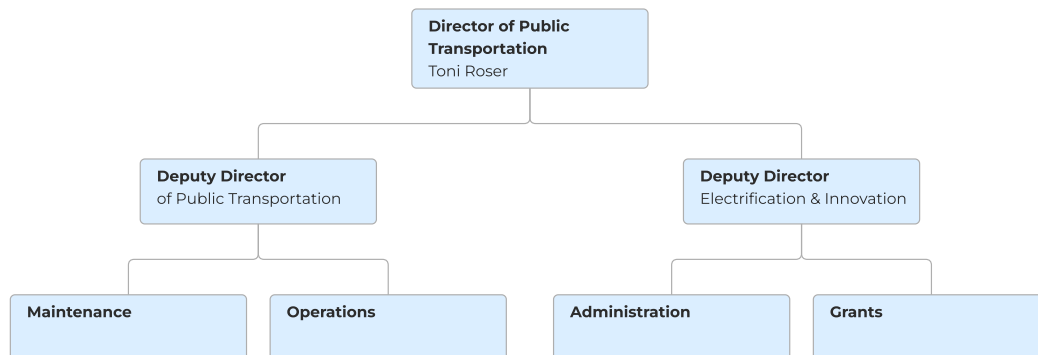 Director of Public
Transportation
Toni Roser
Deputy Director
of Public Transportation
Deputy Director
Electrification & Innovation
Maintenance
Operations
Administration
Grants